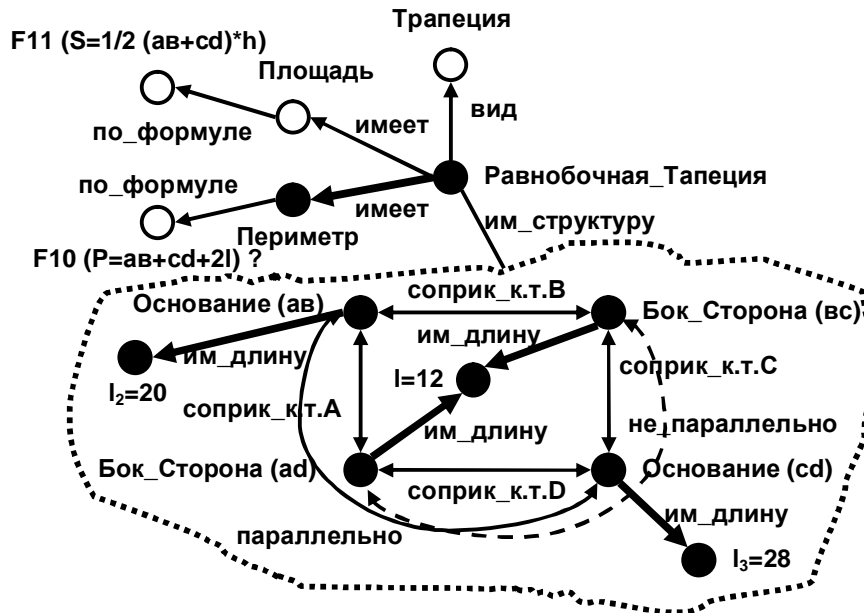 Трапеция
F11 (S=1/2 (ав+cd)*h)
Площадь
имеет
вид
по_формуле
по_формуле
Равнобочная_Тапеция
имеет
им_структуру
Периметр
F10 (P=ав+cd+2l) ?
Основание (ав)
соприк_к.т.В
Бок_Сторона (вс)
им_длину
им_длину
l=12
соприк_к.т.С
l₂=20
соприк_к.т.А
им_длину
не_параллельно
Бок_Сторона (ad)
Основание (cd)
соприк_к.т.D
им_длину
параллельно
l₃=28